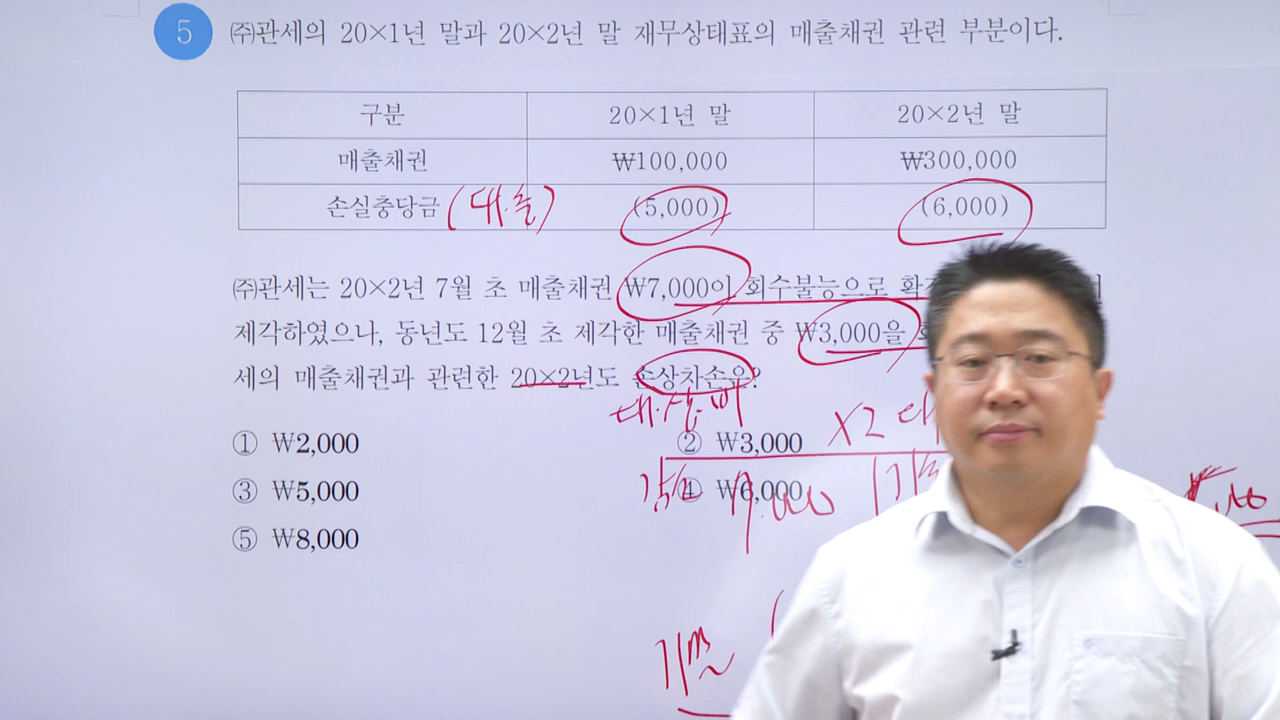 5 ㈜관세의 20×1년 말과 20×2년 말 재무상태표의 매출채권 관련 부분이다.
구분 20×1년 말 20×2년 말
매출채권 ₩100,000 ₩300,000
손실충당금 (대.충) (5,000) (6,000)
㈜관세는 20×2년 7월 초 매출채권 ₩7,000이 회수불능으로
제각하였으나, 동년도 12월 초 제각한 매출채권 중 ₩3,000을
세의 매출채권과 관련한 20×2년도 손상차손은?
대.상.비
① ₩2,000 ② ₩3,000
×2
③ ₩5,000 ④ ₩6,000
7,000
⑤ ₩8,000
기말